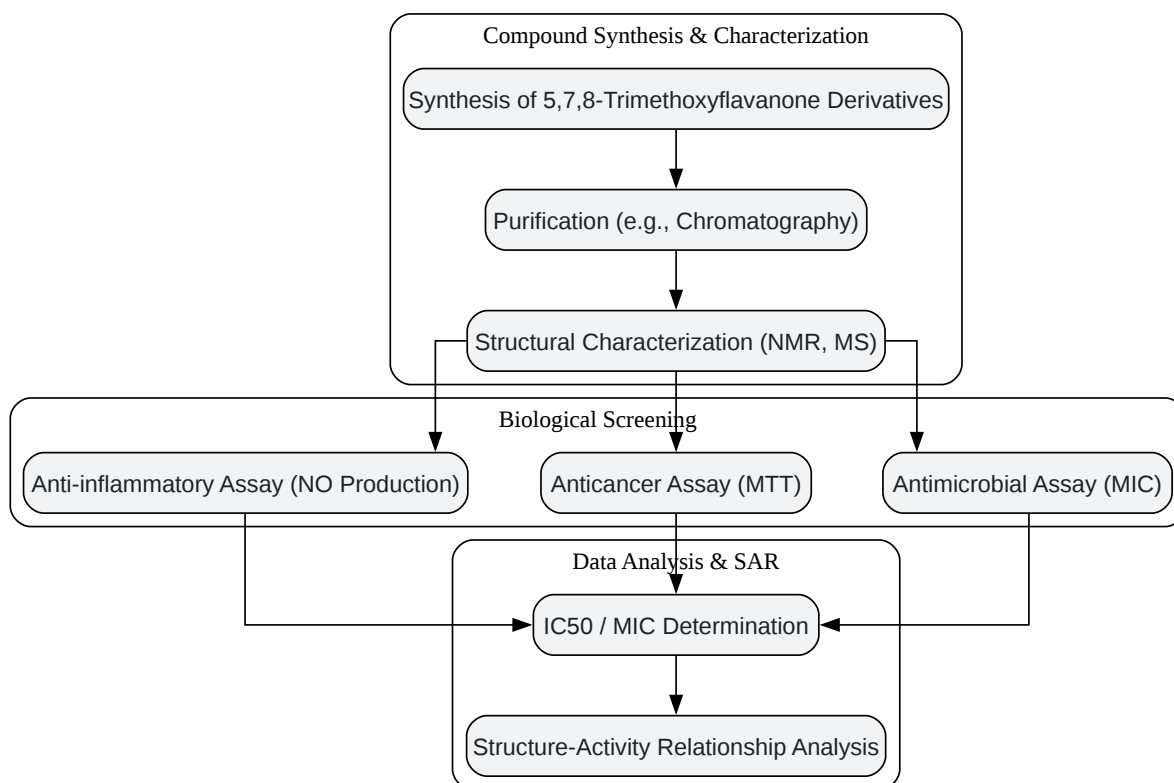 Compound Synthesis & Characterization
Synthesis of 5,7,8-Trimethoxyflavanone Derivatives
Purification (e.g., Chromatography)
Structural Characterization (NMR, MS)
Biological Screening
Anti-inflammatory Assay (NO Production)
Anticancer Assay (MTT)
Antimicrobial Assay (MIC)
Data Analysis & SAR
IC50 / MIC Determination
Structure-Activity Relationship Analysis